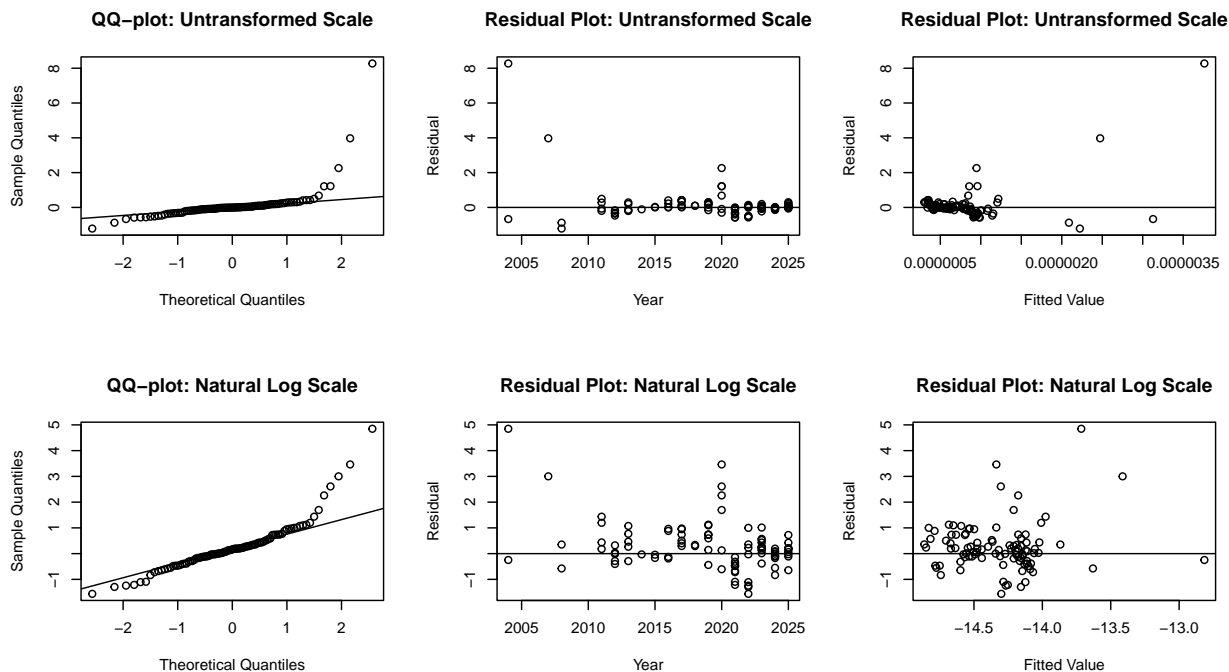 QQ−plot: Untransformed Scale
Sample Quantiles
8
6
4
2
0
−2 −1 0 1 2
Theoretical Quantiles
Residual Plot: Untransformed Scale
Residual
8
6
4
2
0
2005 2010 2015 2020 2025
Year
Residual Plot: Untransformed Scale
Residual
8
6
4
2
0
0.0000005 0.0000020 0.0000035
Fitted Value
QQ−plot: Natural Log Scale
Sample Quantiles
5
4
3
2
1
−1
−2 −1 0 1 2
Theoretical Quantiles
Residual Plot: Natural Log Scale
Residual
5
4
3
2
1
−1
2005 2010 2015 2020 2025
Year
Residual Plot: Natural Log Scale
Residual
5
4
3
2
1
−1
−14.5 −14.0 −13.5 −13.0
Fitted Value